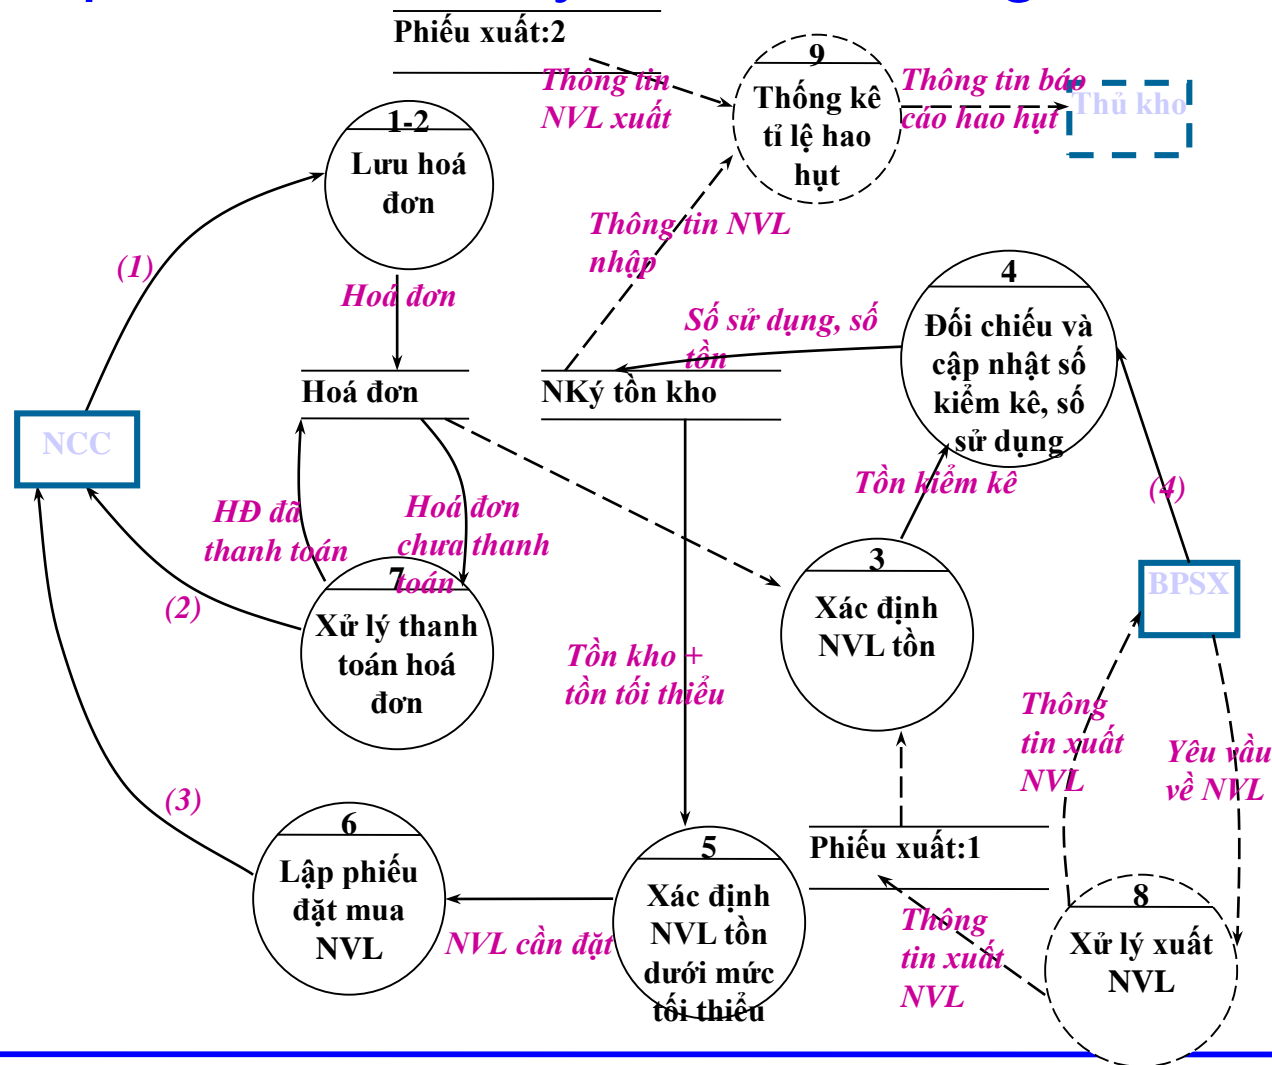 Phiếu xuất:2
9
Thống kê
tỉ lệ hao
hụt
Thông tin
NVL xuất
Thông tin báo
cáo hao hụt
Thủ kho
1-2
Lưu hoá
đơn
(1)
Hoá đơn
Thông tin NVL
nhập
Số sử dụng, số
tồn
4
Đối chiếu và
cập nhật số
kiểm kê, số
sử dụng
Hoá đơn
NKý tồn kho
NCC
HĐ đã
thanh toán
Hoá đơn
chưa thanh
toán
Tồn kiểm kê
(4)
7
Xử lý thanh
toán hoá
đơn
(2)
3
Xác định
NVL tồn
BPSX
Tồn kho +
tồn tối thiểu
Thông
tin xuất
NVL
Yêu vầu
về NVL
(3)
6
Lập phiếu
đặt mua
NVL
NVL cần đặt
5
Xác định
NVL tồn
dưới mức
tối thiểu
Phiếu xuất:1
Thông
tin xuất
NVL
8
Xử lý xuất
NVL